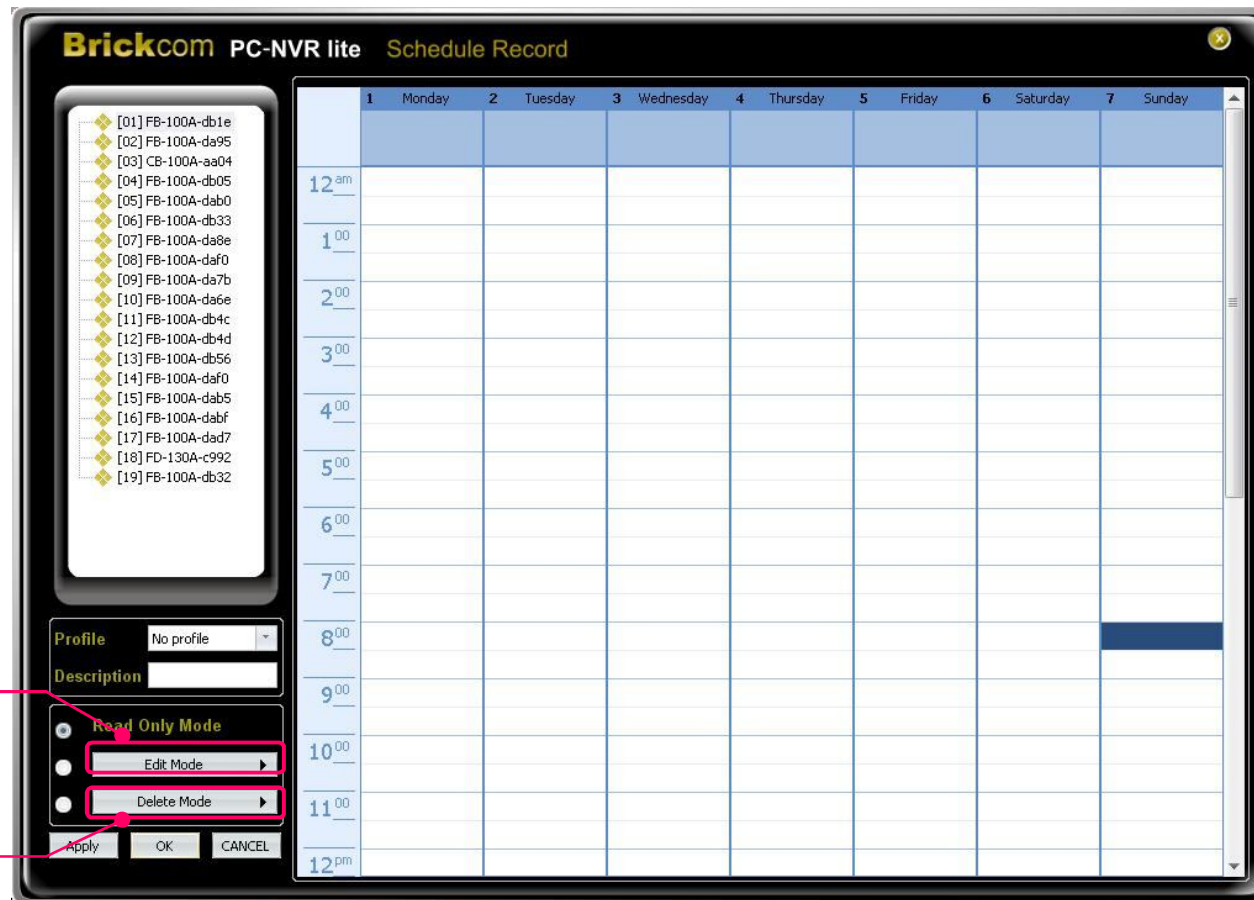 Brickcom PC-NVR lite Schedule Record
[01] FB-100A-db1e
[02] FB-100A-da95
[03] CB-100A-aa04
[04] FB-100A-db05
[05] FB-100A-dab0
[06] FB-100A-db33
[07] FB-100A-da8e
[08] FB-100A-daf0
[09] FB-100A-da7b
[10] FB-100A-da6e
[11] FB-100A-db4c
[12] FB-100A-db4d
[13] FB-100A-db56
[14] FB-100A-daf0
[15] FB-100A-dab5
[16] FB-100A-dabf
[17] FB-100A-dad7
[18] FD-130A-c992
[19] FB-100A-db32
Profile No profile
Description
Read Only Mode
Edit Mode
Delete Mode
Apply OK CANCEL
1 Monday 2 Tuesday 3 Wednesday 4 Thursday 5 Friday 6 Saturday 7 Sunday
12 am
1 00
2 00
3 00
4 00
5 00
6 00
7 00
8 00
9 00
10 00
11 00
12 pm